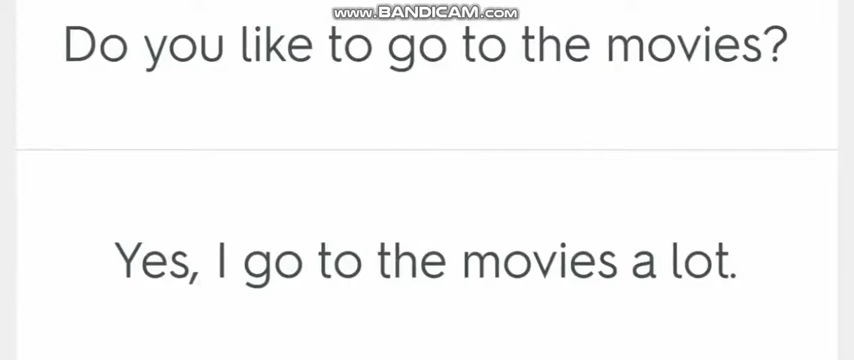 www.BANDICAM.com
Do you like to go to the movies?
Yes, I go to the movies a lot.